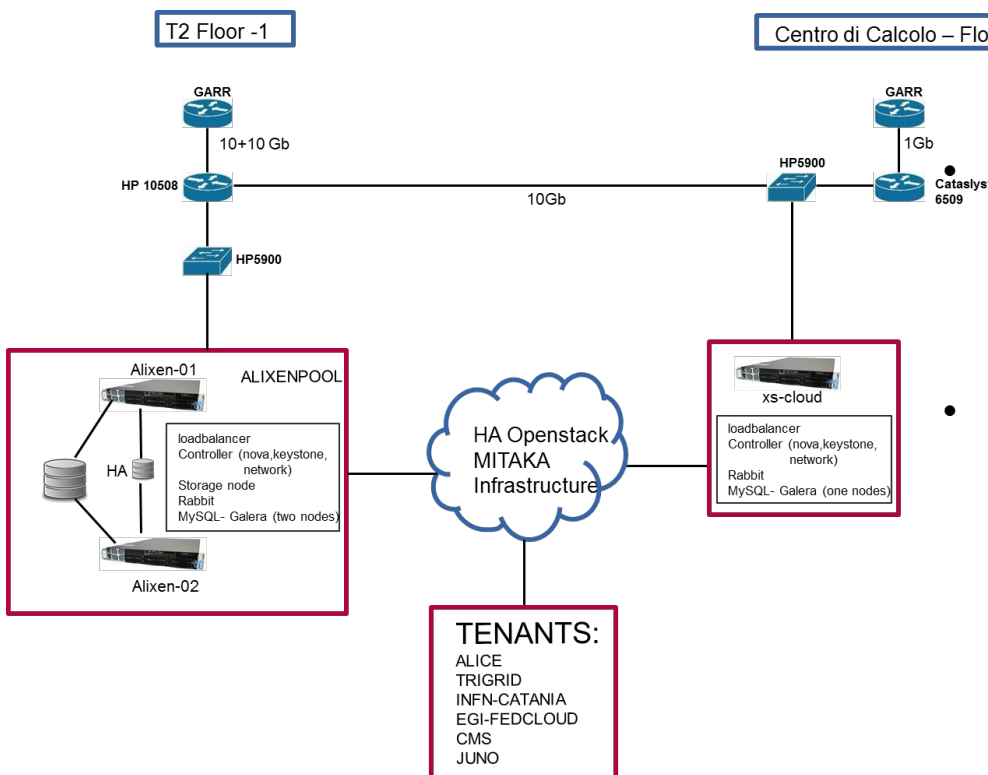 T2 Floor -1
Centro di Calcolo – Flo
GARR
GARR
10+10 Gb
1Gb
HP 10508
HP5900
10Gb
Cataslys
6509
HP5900
Alixen-01
ALIXENPOOL
HA
loadbalancer
Controller (nova,keystone,
network)
Storage node
Rabbit
MySQL- Galera (two nodes)
Alixen-02
HA Openstack
MITAKA
Infrastructure
xs-cloud
loadbalancer
Controller (nova,keystone,
network)
Rabbit
MySQL- Galera (one nodes)
TENANTS:
ALICE
TRIGRID
INFN-CATANIA
EGI-FEDCLOUD
CMS
JUNO